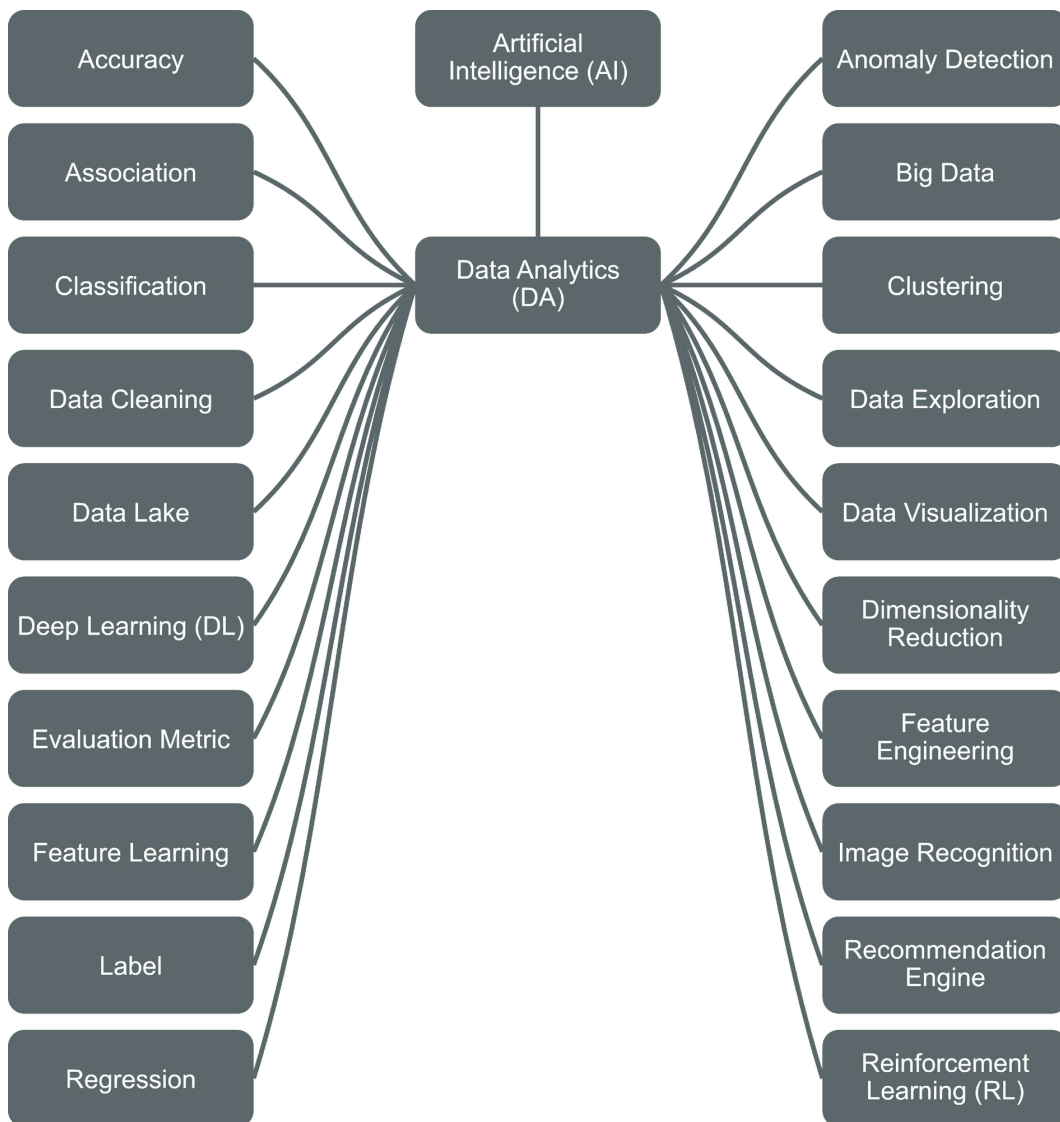 Accuracy
Artificial
Intelligence (AI)
Anomaly Detection
Association
Big Data
Classification
Data Analytics
(DA)
Clustering
Data Cleaning
Data Exploration
Data Lake
Data Visualization
Deep Learning (DL)
Dimensionality
Reduction
Evaluation Metric
Feature
Engineering
Feature Learning
Image Recognition
Label
Recommendation
Engine
Regression
Reinforcement
Learning (RL)